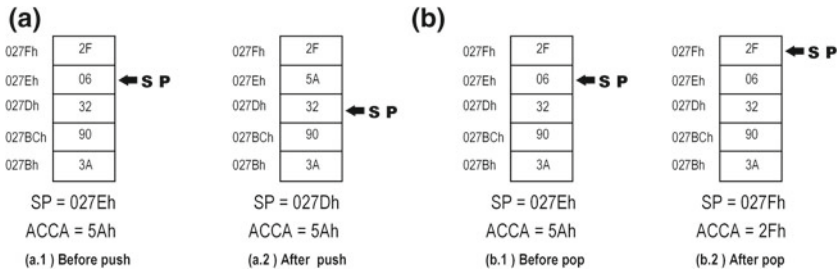 (a)
027Fh 2F
027Eh 06 S P
027Dh 32
027BCh 90
027Bh 3A
SP = 027Eh
ACCA = 5Ah
(a.1 ) Before push
027Fh 2F
027Eh 5A
027Dh 32 S P
027BCh 90
027Bh 3A
SP = 027Dh
ACCA = 5Ah
(a.2 ) After push
(b)
027Fh 2F
027Eh 06 S P
027Dh 32
027BCh 90
027Bh 3A
SP = 027Eh
ACCA = 5Ah
(b.1 ) Before pop
027Fh 2F S P
027Eh 06
027Dh 32
027BCh 90
027Bh 3A
SP = 027Fh
ACCA = 2Fh
(b.2 ) After pop